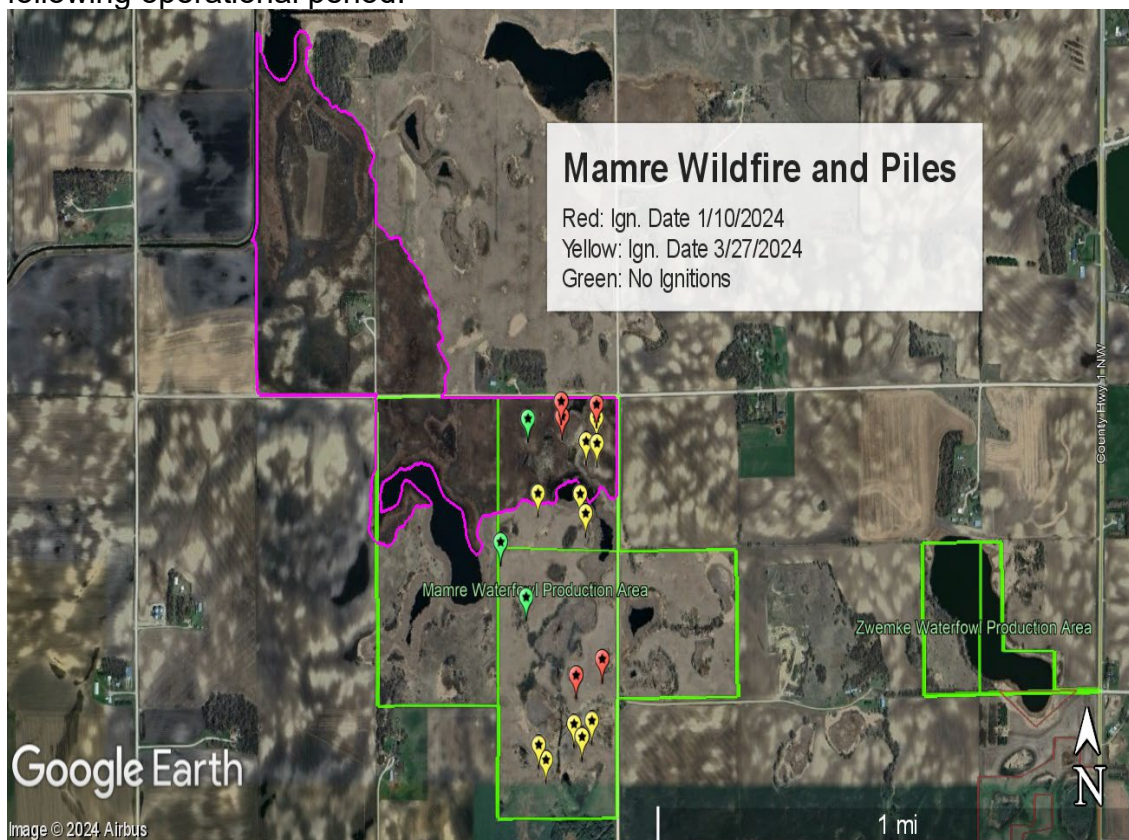 following operational period.
Mamre Wildfire and Piles
Red: Ign. Date 1/10/2024
Yellow: Ign. Date 3/27/2024
Green: No Ignitions
County Hwy 1 NW
Mamre Waterfowl Production Area
Zwemke Waterfowl Production Area
Google Earth
N
1 mi
Image © 2024 Airbus